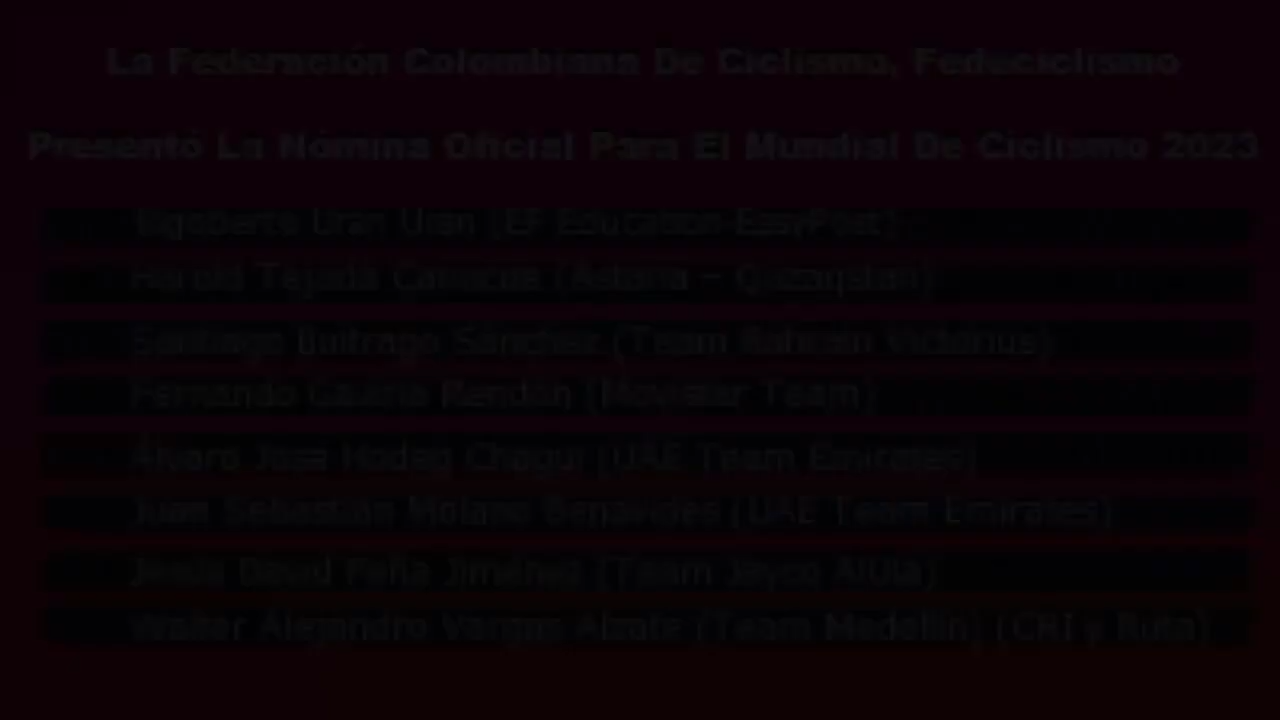 La Federación Colombiana De Ciclismo, Feduciclismo
Presentó La Nómina Oficial Para El Mundial De Ciclismo 2023
Rigoberto Urán Urán (EF Education-EasyPost)
Harold Tejada Canacue (Astana – Qazaqstan)
Santiago Buitrago Sánchez (Team Bahrain Victorius)
Fernando Gaviria Rendón (Movistar Team)
Álvaro José Hodeg Chagui (UAE Team Emirates)
Juan Sebastián Molano Benavides (UAE Team Emirates)
Jesús David Peña Jiménez (Team Jayco AlUla)
Walter Alejandro Vargas Alzate (Team Medellín) (CRI y Ruta)